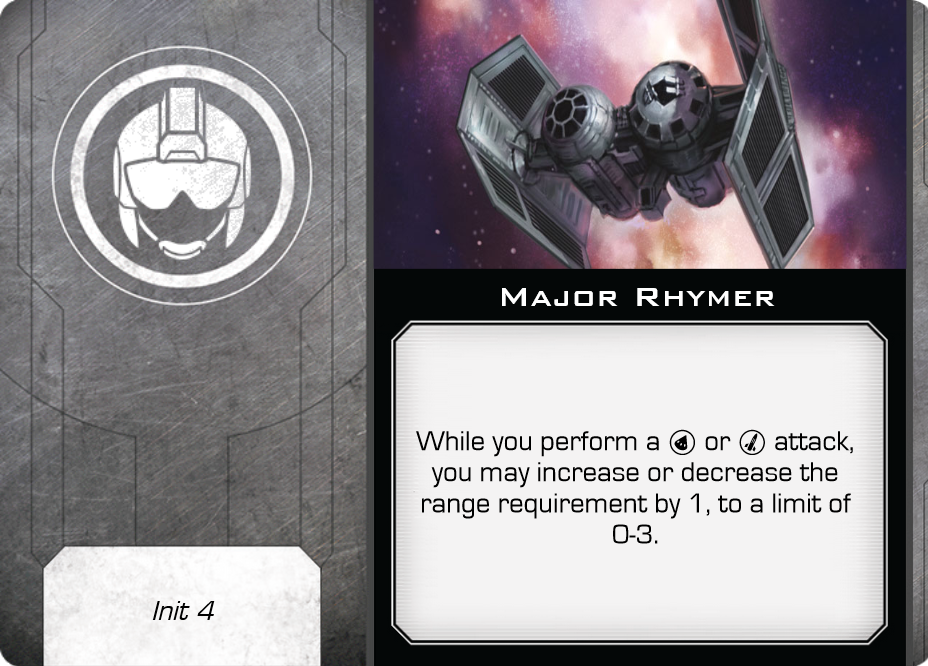 MAJOR RHYMER
While you perform a or attack,
you may increase or decrease the
range requirement by 1, to a limit of
0-3.
Init 4